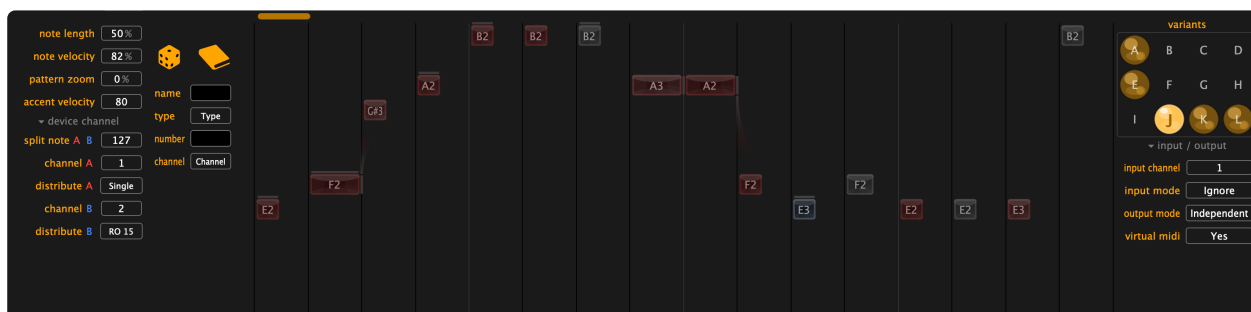 note length 50 %
note velocity 82 %
pattern zoom 0 %
accent velocity 80
device channel
split note A B 127
channel A 1
distribute A Single
channel B 2
distribute B RO 15
name
type Type
number
channel Channel
B2 B2 B2 B2
A2 A3 A2
G#3
F2 F2 F2
E2 E3 E2 E2 E3
variants
A B C D
E F G H
I J K L
input / output
input channel 1
input mode Ignore
output mode Independent
virtual midi Yes